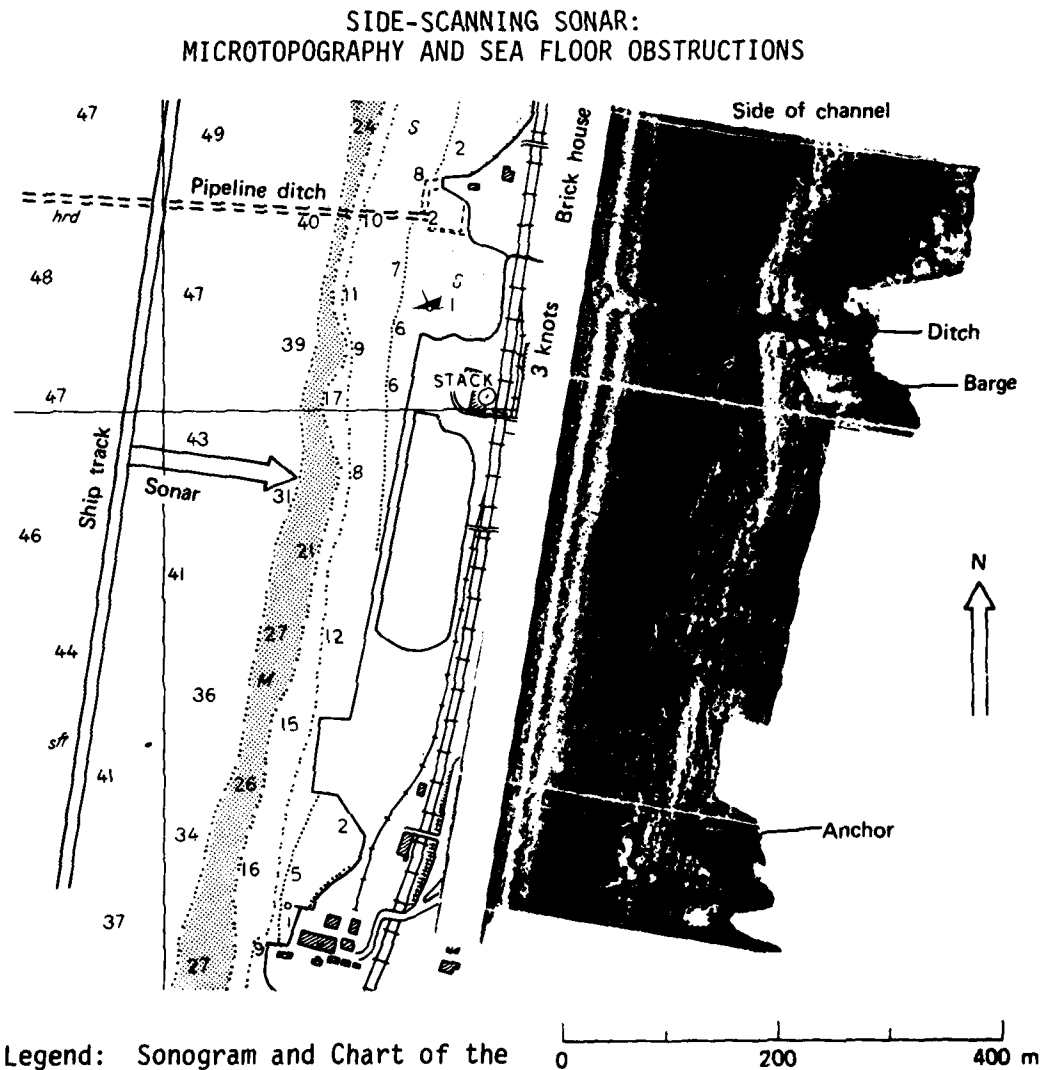 SIDE-SCANNING SONAR:
MICROTOPOGRAPHY AND SEA FLOOR OBSTRUCTIONS
Side of channel
47
49
24
S
2
Brick house
8
Pipeline ditch
hrd
40
10
2
48
47
7
S
11
1
3 knots
6
39
9
Ditch
STACK
6
Barge
47
17
43
Ship track
Sonar
8
31
46
21
N
41
27
12
44
M
36
15
sft
41
26
34
2
Anchor
16
5
37
9
27
Legend: Sonogram and Chart of the
0 200 400 m